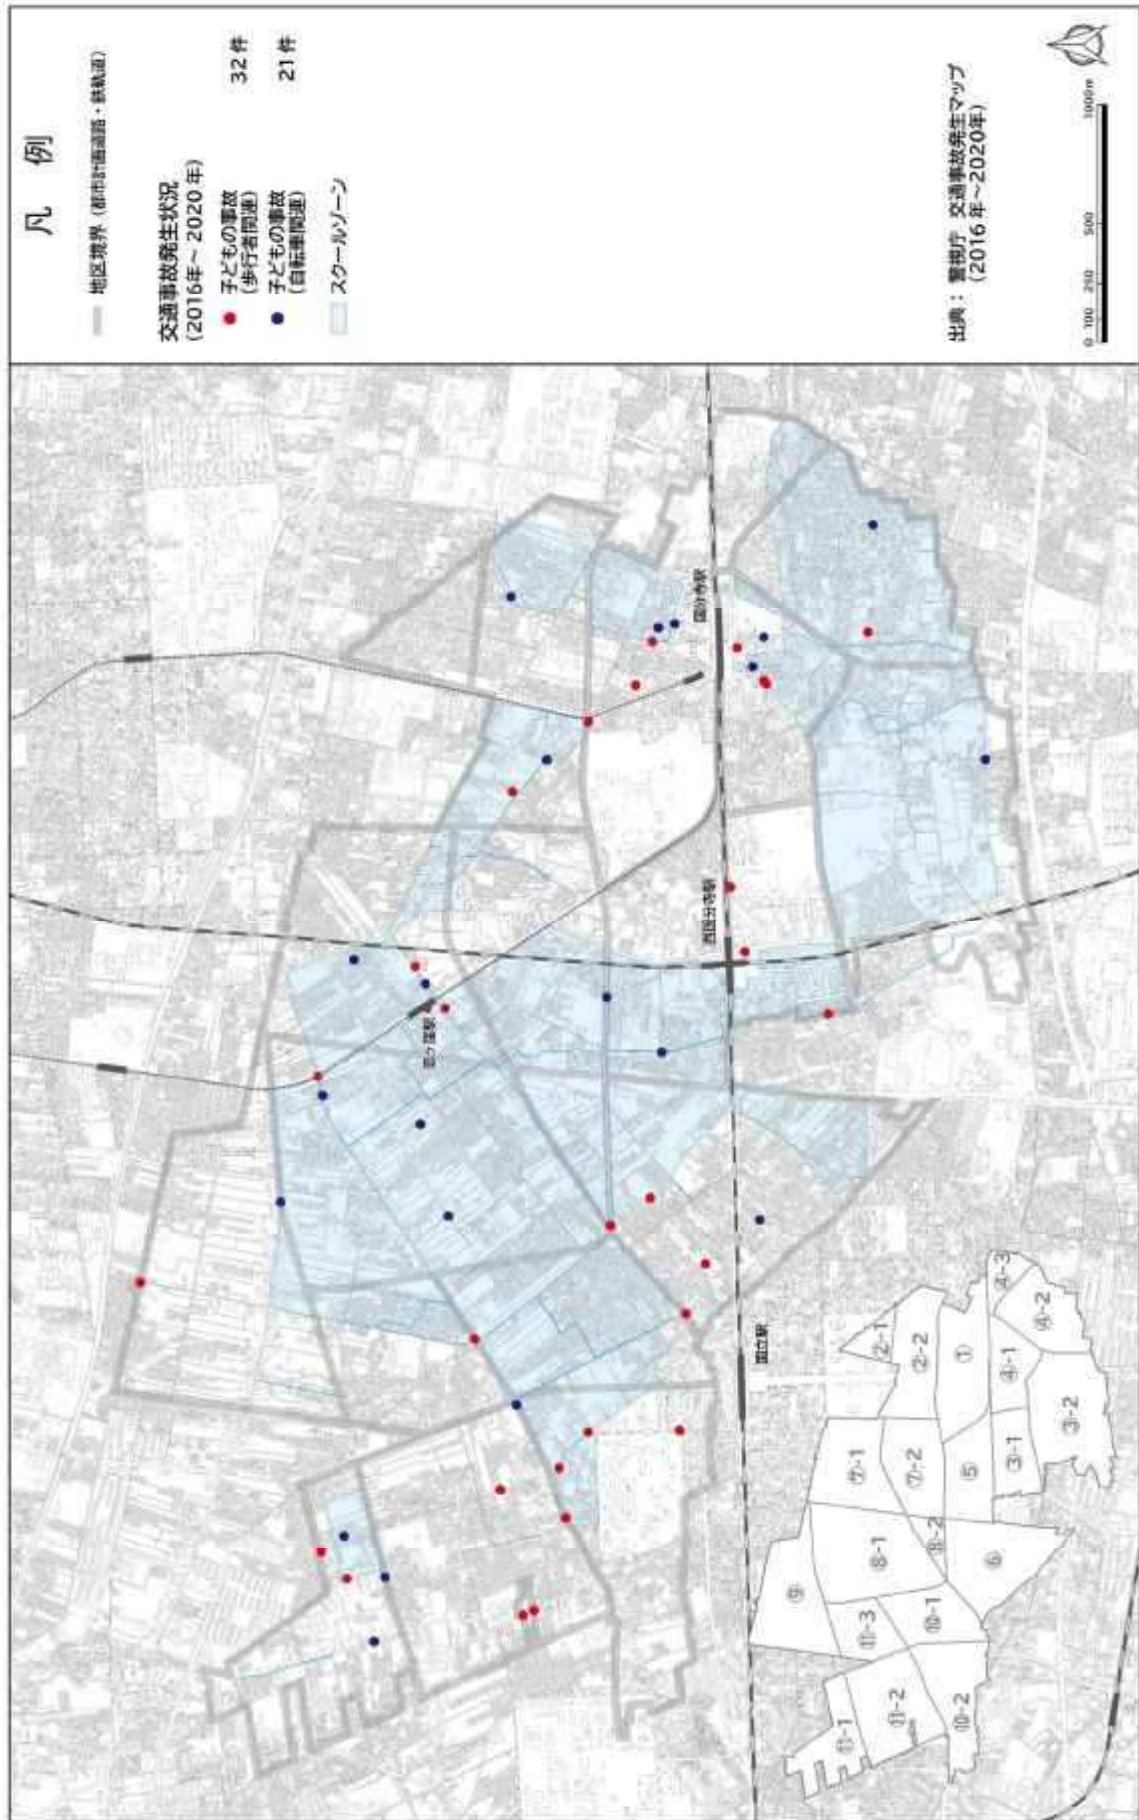 凡 例
地区境界（都市計画道路・鉄軌道）
交通事故発生状況
（2016年～2020年）
子どもの事故
（歩行者関連）
32件
子どもの事故
（自転車関連）
21件
スクールゾーン
出典： 警視庁 交通事故発生マップ
（2016年～2020年）
0 100 250 500 1000m
国分寺駅
西国分寺駅
恋ヶ窪駅
国立駅
①
②-1
②-2
③-1
③-2
④-1
④-2
④-3
⑤
⑥
⑦-1
⑦-2
⑧-1
⑧-2
⑨
⑩-1
⑩-2
⑪-1
⑪-2
⑪-3